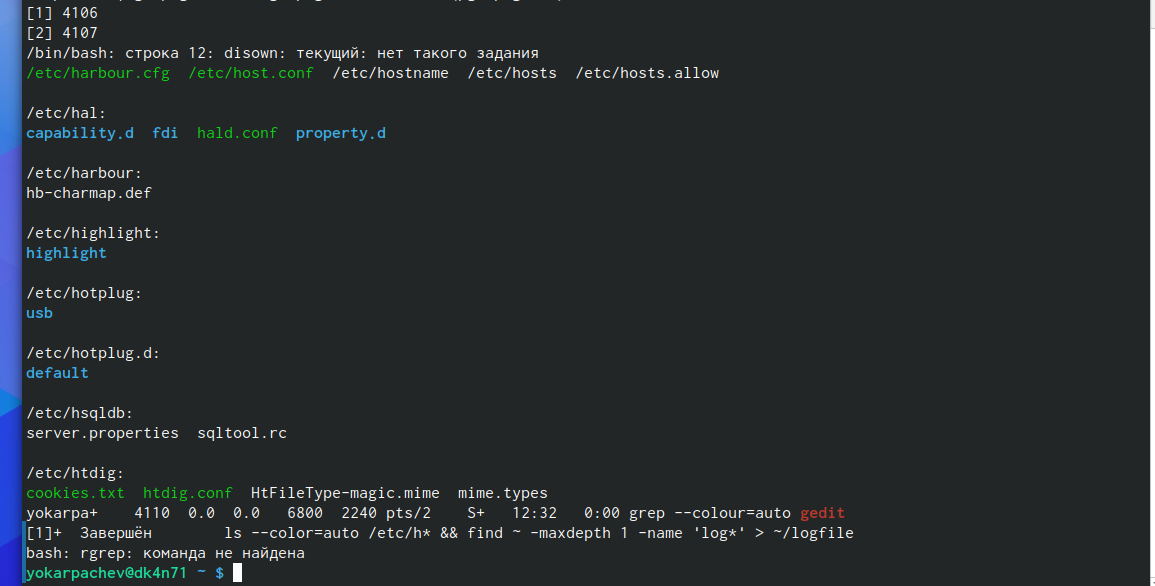 [1] 4106
[2] 4107
/bin/bash: строка 12: disown: текущий: нет такого задания
/etc/harbour.cfg  /etc/host.conf  /etc/hostname  /etc/hosts  /etc/hosts.allow
/etc/hal:
capability.d  fdi  hald.conf  property.d
/etc/harbour:
hb-charmap.def
/etc/highlight:
highlight
/etc/hotplug:
usb
/etc/hotplug.d:
default
/etc/hsqldb:
server.properties  sqltool.rc
/etc/htdig:
cookies.txt  htdig.conf  HtFileType-magic.mime  mime.types
yokarpa+    4110  0.0  0.0   6800  2240 pts/2    S+   12:32   0:00 grep --colour=auto gedit
[1]+  Завершён        ls --color=auto /etc/h* && find ~ -maxdepth 1 -name 'log*' > ~/logfile
bash: rgrep: команда не найдена
yokarpachev@dk4n71 ~ $